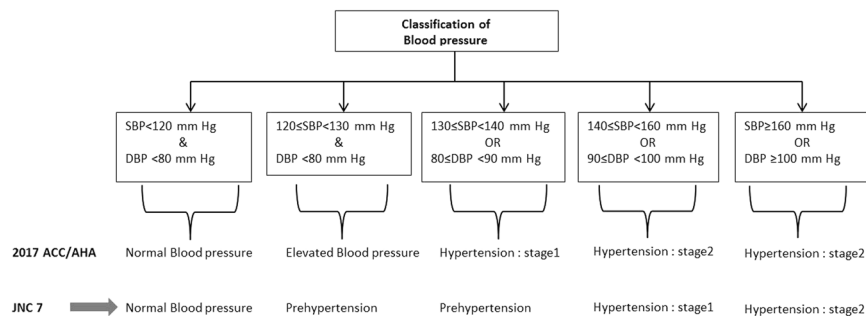 Classification of
Blood pressure
SBP<120 mm Hg
&
DBP <80 mm Hg
120≤SBP<130 mm Hg
&
DBP <80 mm Hg
130≤SBP<140 mm Hg
OR
80≤DBP <90 mm Hg
140≤SBP<160 mm Hg
OR
90≤DBP <100 mm Hg
SBP≥160 mm Hg
OR
DBP ≥100 mm Hg
2017 ACC/AHA Normal Blood pressure Elevated Blood pressure Hypertension : stage1 Hypertension : stage2 Hypertension : stage2
JNC 7 Normal Blood pressure Prehypertension Prehypertension Hypertension : stage1 Hypertension : stage2